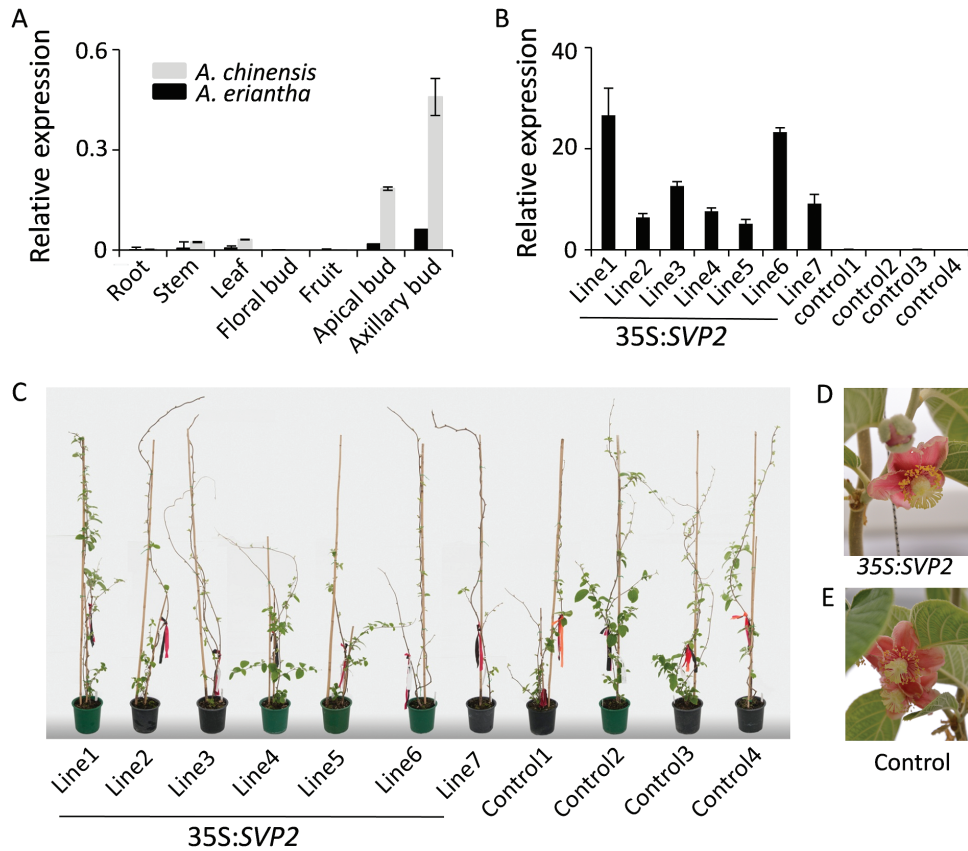 A
Relative expression
0.6
0.3
0
A. chinensis
A. eriantha
Root
Stem
Leaf
Floral bud
Fruit
Apical bud
Axillary bud
B
Relative expression
40
20
0
Line1
Line2
Line3
Line4
Line5
Line6
Line7
control1
control2
control3
control4
35S:SVP2
C
Line1
Line2
Line3
Line4
Line5
Line6
Line7
Control1
Control2
Control3
Control4
35S:SVP2
D
35S:SVP2
E
Control